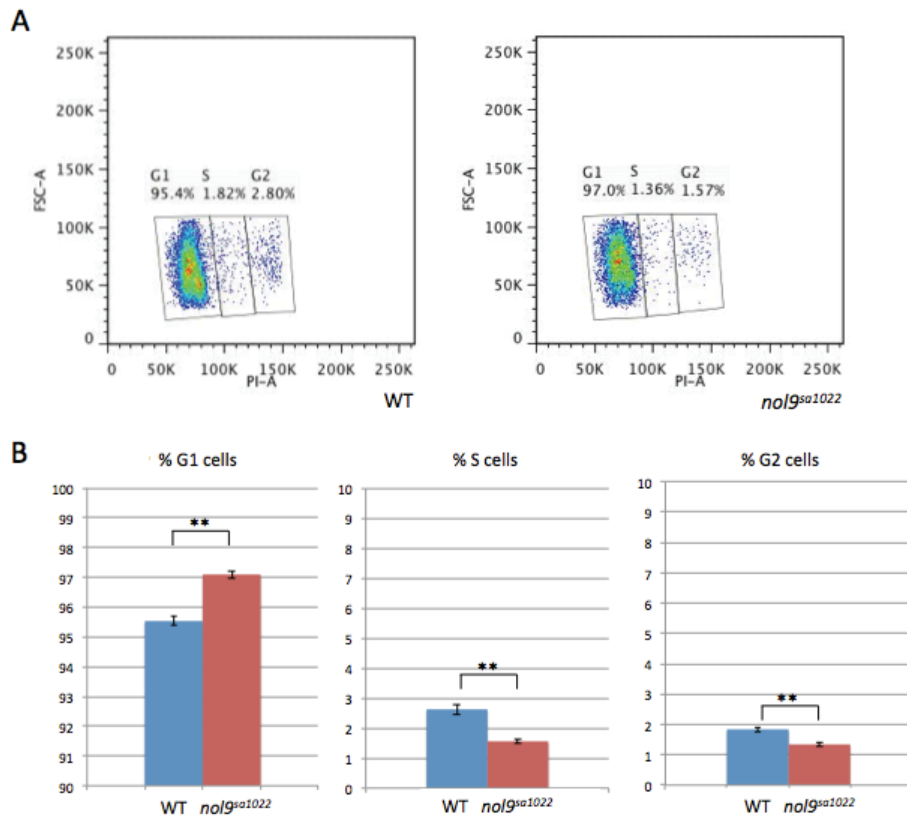 A
250K
200K
150K
100K
50K
0
FSC-A
G1 S G2
95.4% 1.82% 2.80%
0 50K 100K 150K 200K 250K
PI-A
WT
250K
200K
150K
100K
50K
0
FSC-A
G1 S G2
97.0% 1.36% 1.57%
0 50K 100K 150K 200K 250K
PI-A
nol9sa1022
B
% G1 cells
100
99
98
97
96
95
94
93
92
91
90
**
WT nol9sa1022
% S cells
10
9
8
7
6
5
4
3
2
1
0
**
WT nol9sa1022
% G2 cells
10
9
8
7
6
5
4
3
2
1
0
**
WT nol9sa1022